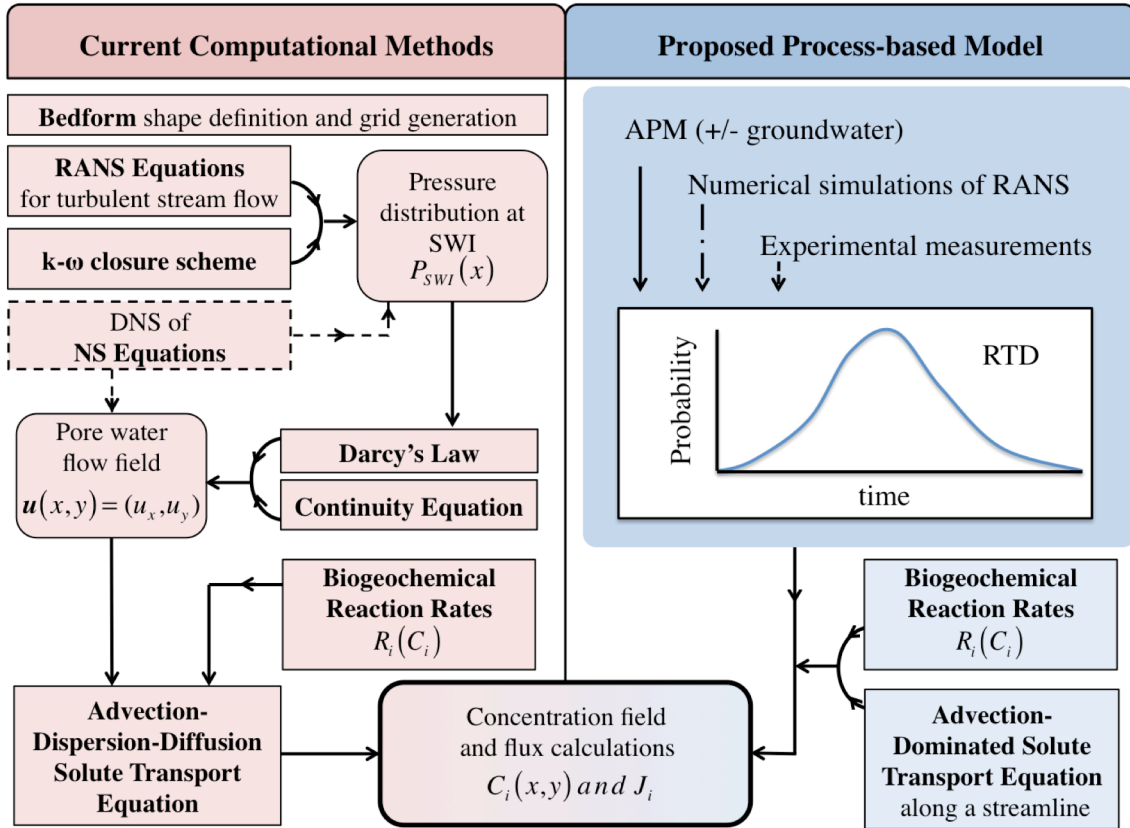 Current Computational Methods
Proposed Process-based Model
Bedform shape definition and grid generation
RANS Equations
for turbulent stream flow
k-ω closure scheme
Pressure
distribution at
SWI
P_SWI(x)
DNS of
NS Equations
Pore water
flow field
u(x,y)=(u_x,u_y)
Darcy's Law
Continuity Equation
Biogeochemical
Reaction Rates
R_i(C_i)
Advection-
Dispersion-Diffusion
Solute Transport
Equation
Concentration field
and flux calculations
C_i(x,y) and J_i
APM (+/- groundwater)
Numerical simulations of RANS
Experimental measurements
Probability
RTD
time
Biogeochemical
Reaction Rates
R_i(C_i)
Advection-
Dominated Solute
Transport Equation
along a streamline